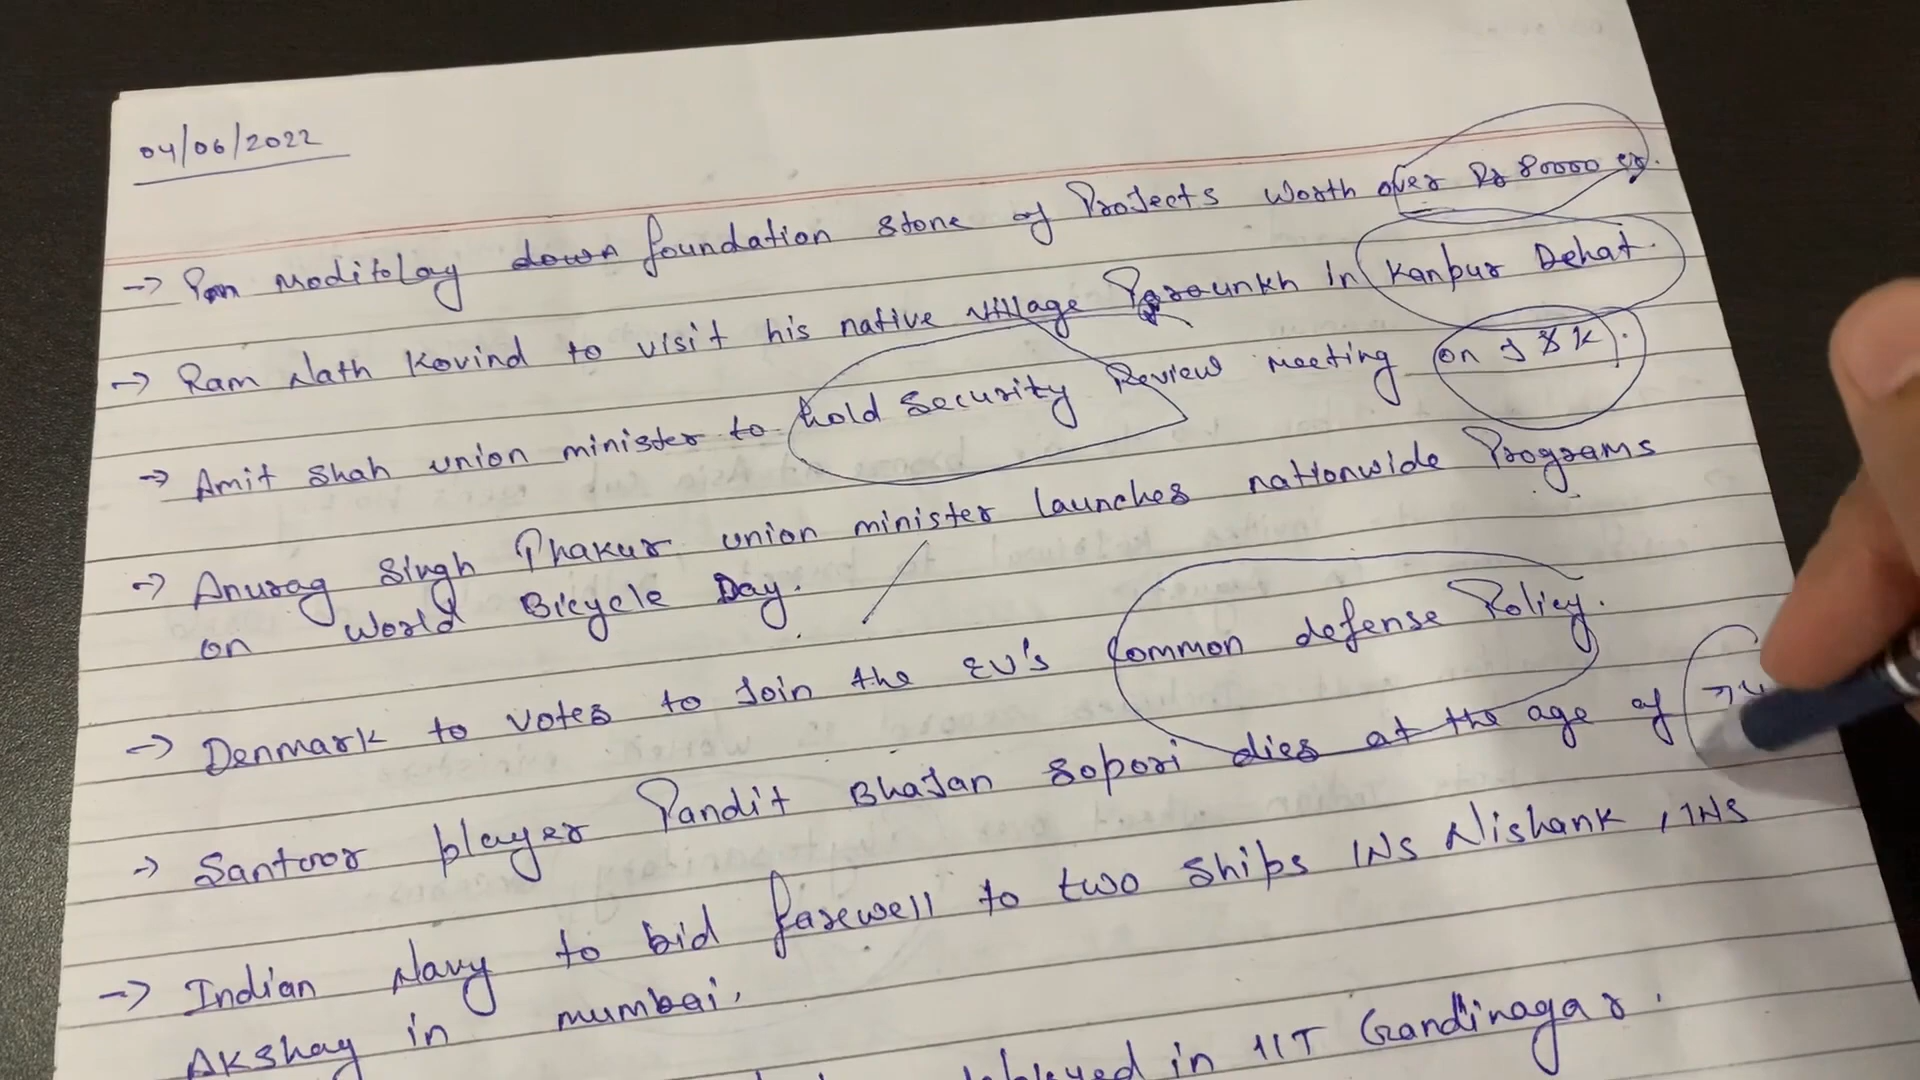 04/06/2022
→ Pm modi to lay down foundation stone of Projects worth over Rs 80000 cr.
→ Ram Nath Kovind to visit his native village Paraunkh in Kanpur Dehat.
→ Amit Shah union minister to hold Security Review meeting on J & K.
→ Anurag Singh Thakur union minister launches nationwide Programs
on World Bicycle Day.
→ Denmark to votes to Join the EU's Common defense Policy.
→ Santoor player Pandit Bhajan Sopori dies at the age of 74
→ Indian Navy to bid farewell to two Ships INS Nishank, INS
Akshay in mumbai.
in IIT Gandinagar.